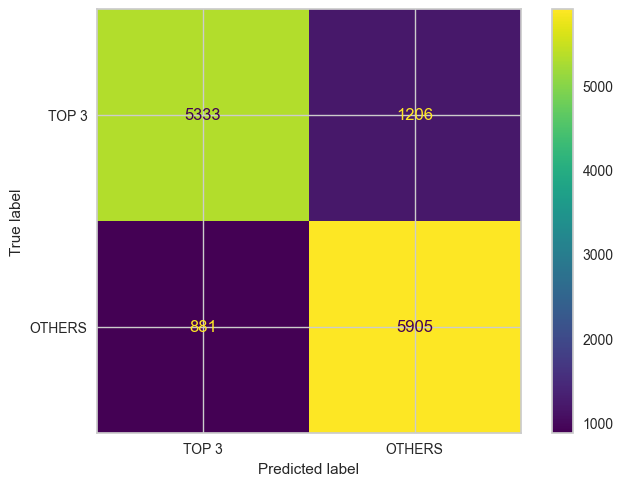 True label
TOP 3
OTHERS
5333
1206
881
5905
TOP 3
OTHERS
Predicted label
5000
4000
3000
2000
1000